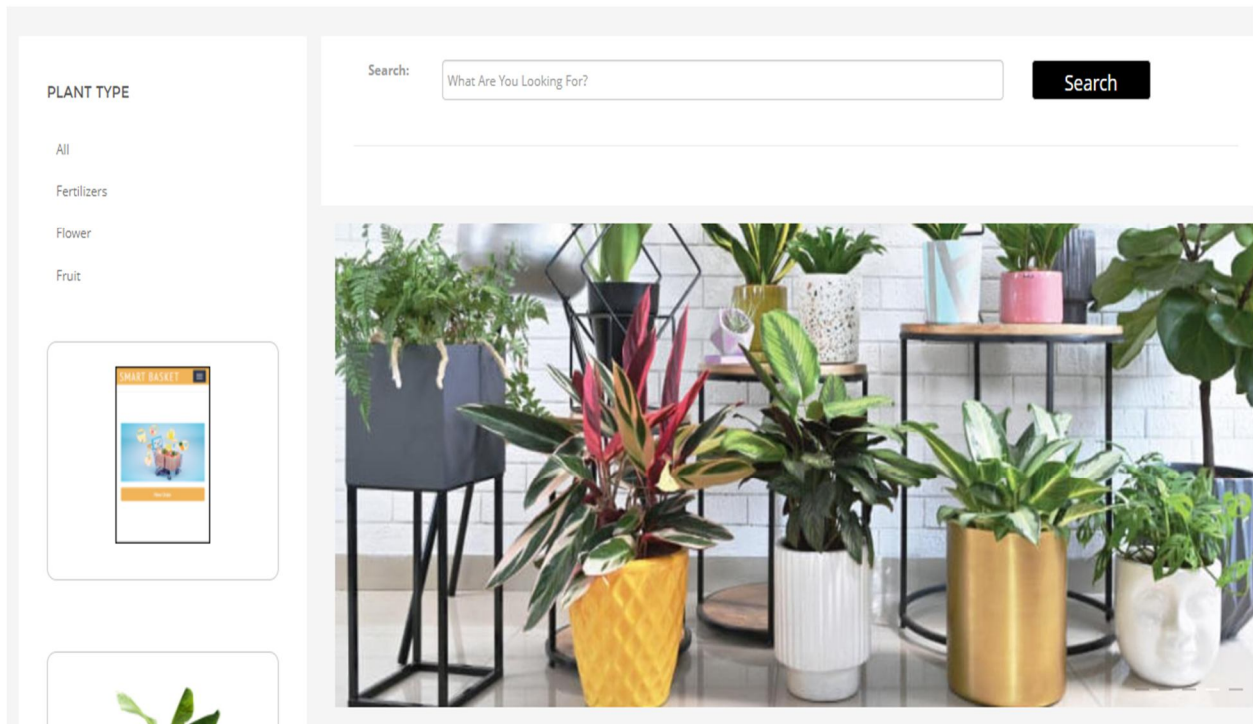 PLANT TYPE
All
Fertilizers
Flower
Fruit
SMART BASKET
Search:
What Are You Looking For?
Search